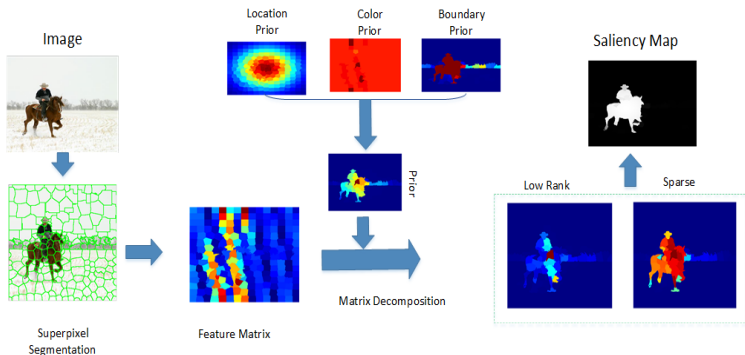 Image
Location
Prior
Color
Prior
Boundary
Prior
Saliency Map
Prior
Low Rank
Sparse
Matrix Decomposition
Superpixel
Segmentation
Feature Matrix